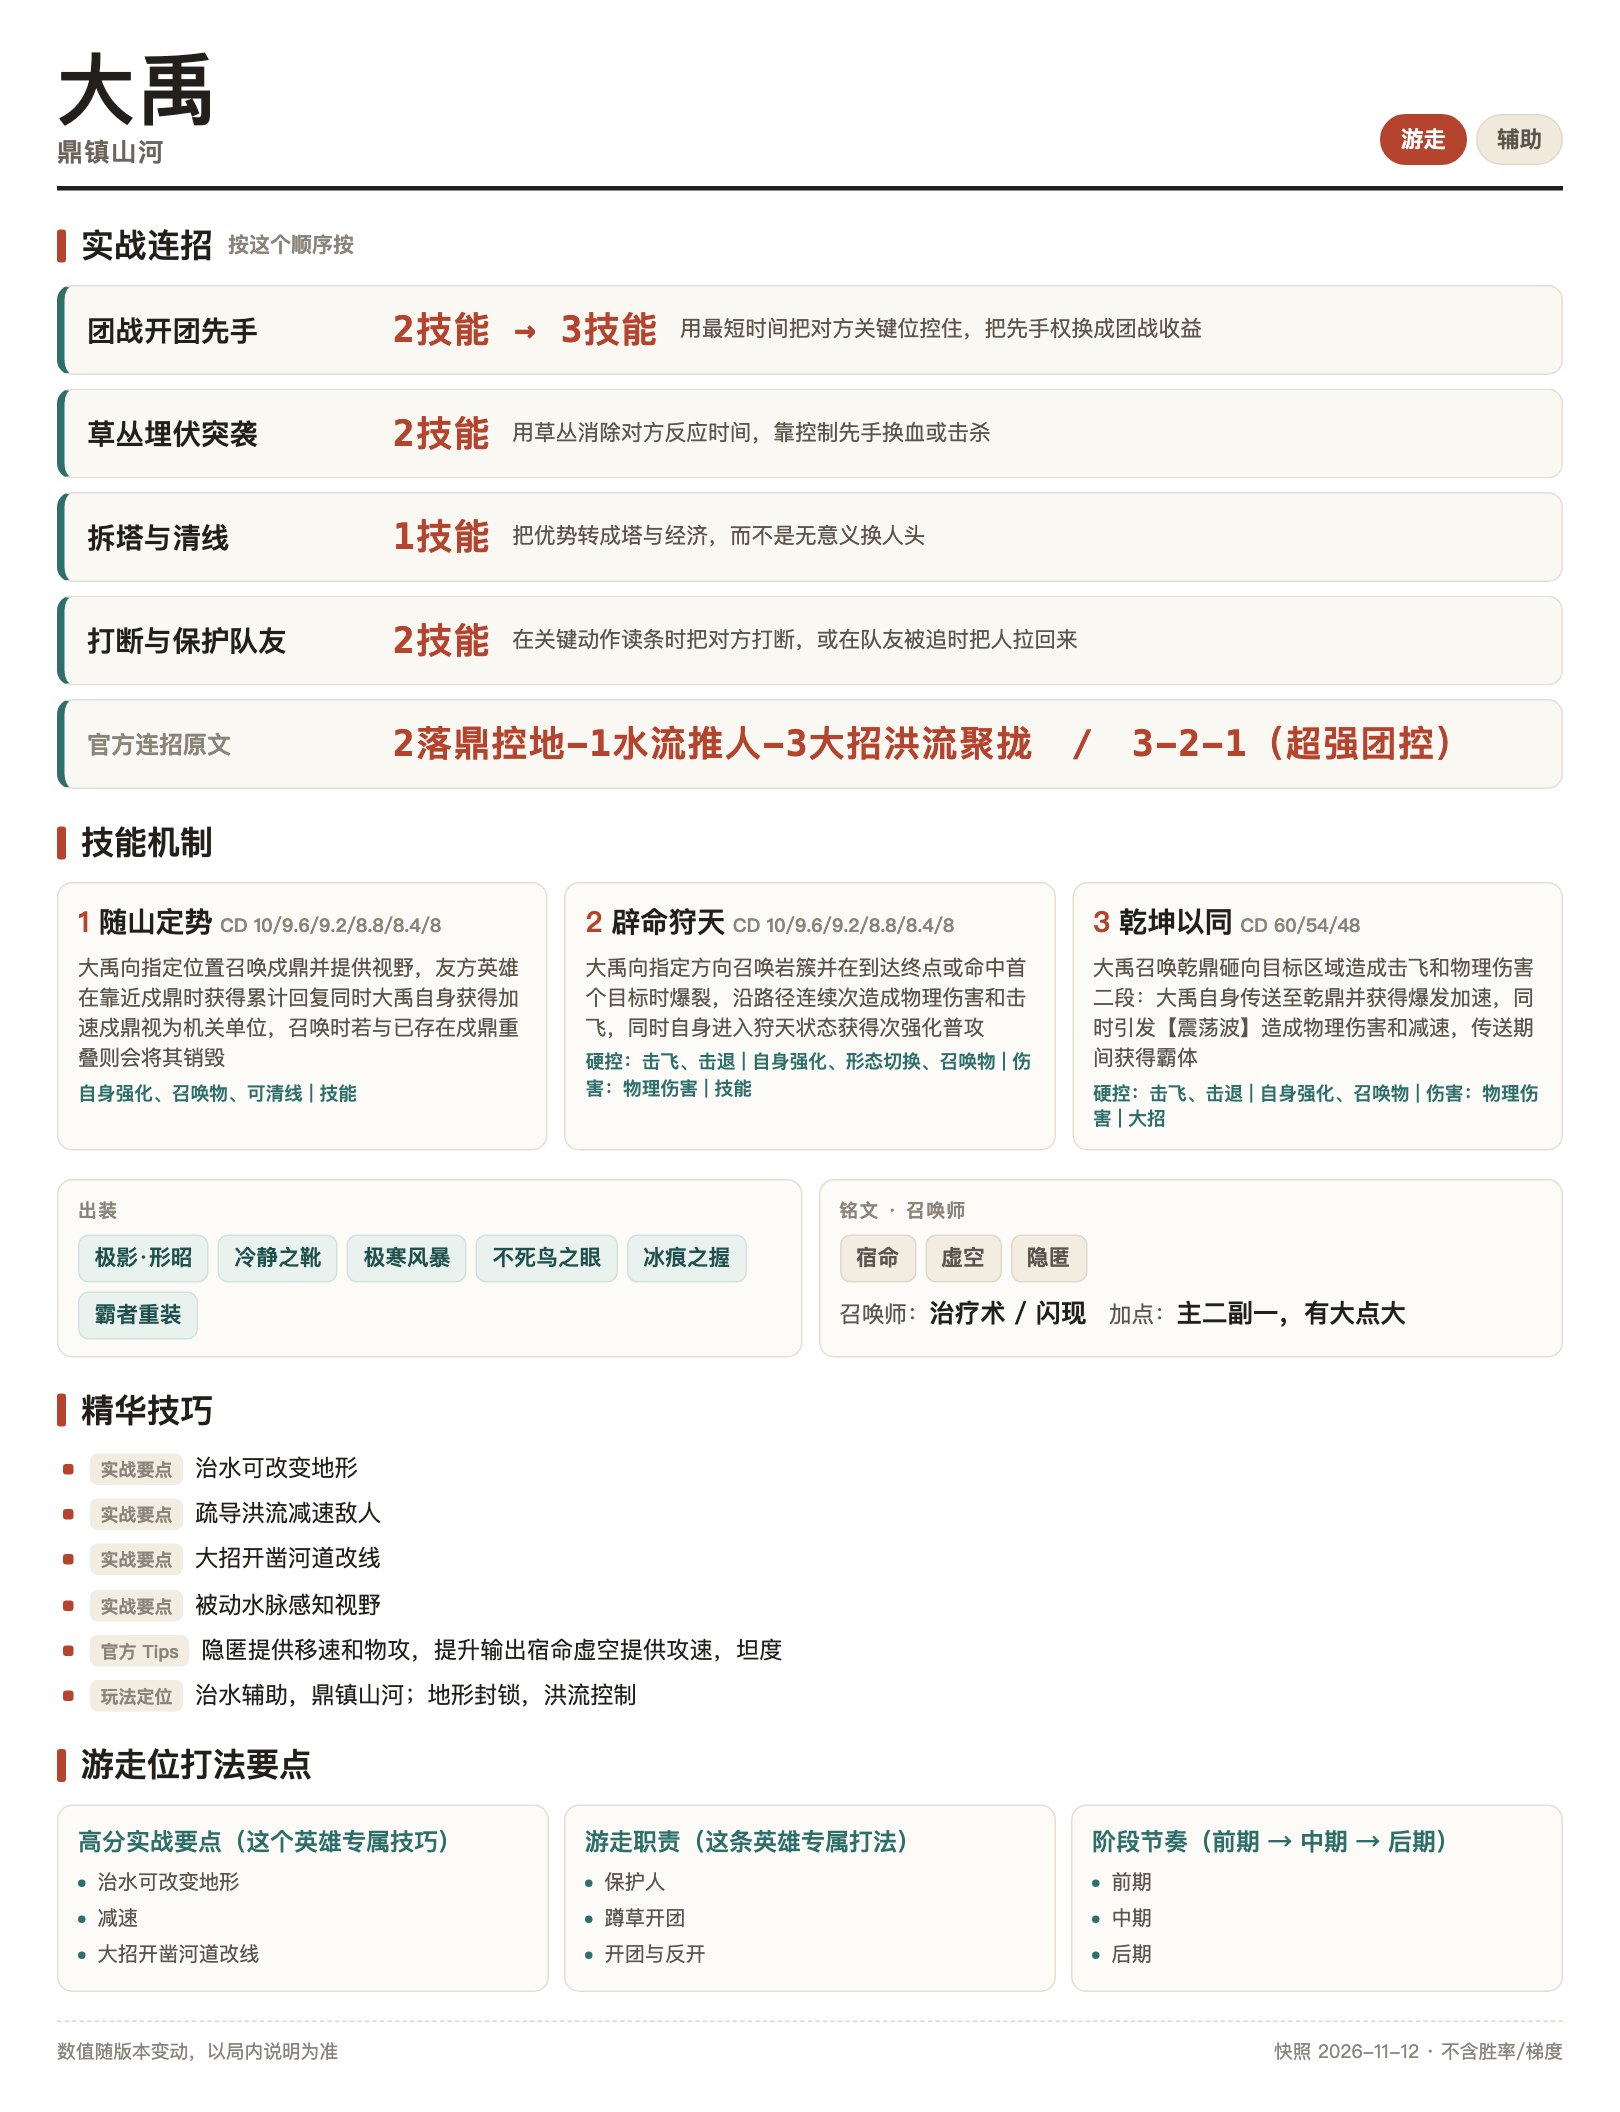 大禹
鼎镇山河
游走 辅助
实战连招 按这个顺序按
团战开团先手 2技能 → 3技能 用最短时间把对方关键位控住，把先手权换成团战收益
草丛埋伏突袭 2技能 用草丛消除对方反应时间，靠控制先手换血或击杀
拆塔与清线 1技能 把优势转成塔与经济，而不是无意义换人头
打断与保护队友 2技能 在关键动作读条时把对方打断，或在队友被追时把人拉回来
官方连招原文 2落鼎控地–1水流推人–3大招洪流聚拢 / 3–2–1（超强团控）
技能机制
1 随山定势 CD 10/9.6/9.2/8.8/8.4/8
大禹向指定位置召唤戍鼎并提供视野，友方英雄
在靠近戍鼎时获得累计回复同时大禹自身获得加
速戍鼎视为机关单位，召唤时若与已存在戍鼎重
叠则会将其销毁
自身强化、召唤物、可清线 | 技能
2 辟命狩天 CD 10/9.6/9.2/8.8/8.4/8
大禹向指定方向召唤岩簇并在到达终点或命中首
个目标时爆裂，沿路径连续次造成物理伤害和击
飞，同时自身进入狩天状态获得次强化普攻
硬控：击飞、击退 | 自身强化、形态切换、召唤物 | 伤
害：物理伤害 | 技能
3 乾坤以同 CD 60/54/48
大禹召唤乾鼎砸向目标区域造成击飞和物理伤害
二段：大禹自身传送至乾鼎并获得爆发加速，同
时引发【震荡波】造成物理伤害和减速，传送期
间获得霸体
硬控：击飞、击退 | 自身强化、召唤物 | 伤害：物理伤
害 | 大招
出装
极影·形昭 冷静之靴 极寒风暴 不死鸟之眼 冰痕之握
霸者重装
铭文 · 召唤师
宿命 虚空 隐匿
召唤师：治疗术 / 闪现 加点：主二副一，有大点大
精华技巧
实战要点 治水可改变地形
实战要点 疏导洪流减速敌人
实战要点 大招开凿河道改线
实战要点 被动水脉感知视野
官方 Tips 隐匿提供移速和物攻，提升输出宿命虚空提供攻速，坦度
玩法定位 治水辅助，鼎镇山河；地形封锁，洪流控制
游走位打法要点
高分实战要点（这个英雄专属技巧）
治水可改变地形
减速
大招开凿河道改线
游走职责（这条英雄专属打法）
保护人
蹲草开团
开团与反开
阶段节奏（前期 → 中期 → 后期）
前期
中期
后期
数值随版本变动，以局内说明为准
快照 2026–11–12 · 不含胜率/梯度